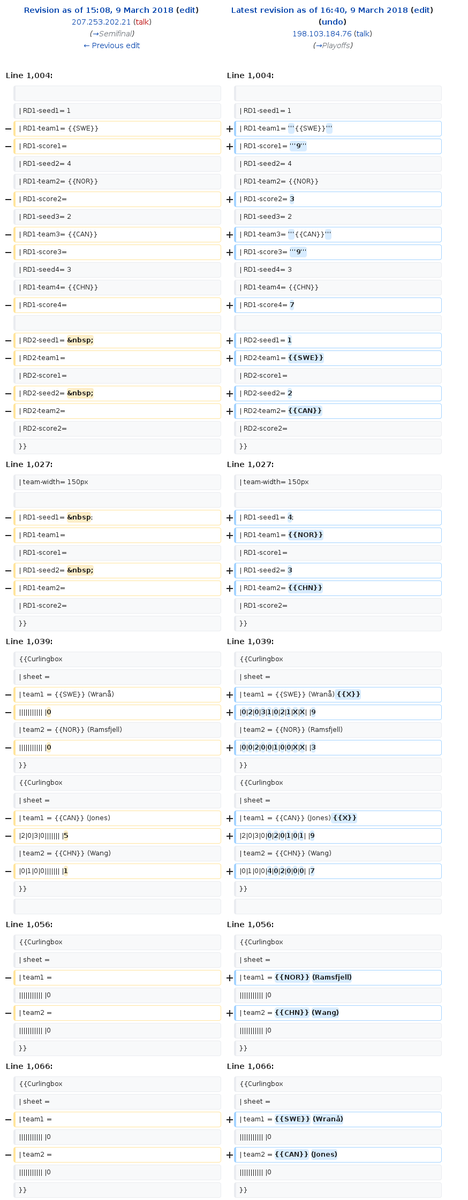 Revision as of 15:08, 9 March 2018 (edit)
207.253.202.21 (talk)
(→Semifinal)
← Previous edit
Latest revision as of 16:40, 9 March 2018 (edit)
(undo)
198.103.184.76 (talk)
(→Playoffs)
Line 1,004:
Line 1,004:
| RD1-seed1= 1
| RD1-seed1= 1
− | RD1-team1= {{SWE}}
+ | RD1-team1= '''{{SWE}}'''
− | RD1-score1=
+ | RD1-score1= '''9'''
| RD1-seed2= 4
| RD1-seed2= 4
| RD1-team2= {{NOR}}
| RD1-team2= {{NOR}}
− | RD1-score2=
+ | RD1-score2= 3
| RD1-seed3= 2
| RD1-seed3= 2
− | RD1-team3= {{CAN}}
+ | RD1-team3= '''{{CAN}}'''
− | RD1-score3=
+ | RD1-score3= '''9'''
| RD1-seed4= 3
| RD1-seed4= 3
| RD1-team4= {{CHN}}
| RD1-team4= {{CHN}}
− | RD1-score4=
+ | RD1-score4= 7
− | RD2-seed1= &nbsp;
+ | RD2-seed1= 1
− | RD2-team1=
+ | RD2-team1= {{SWE}}
| RD2-score1=
| RD2-score1=
− | RD2-seed2= &nbsp;
+ | RD2-seed2= 2
− | RD2-team2=
+ | RD2-team2= {{CAN}}
| RD2-score2=
| RD2-score2=
}}
}}
Line 1,027:
Line 1,027:
| team-width= 150px
| team-width= 150px
− | RD1-seed1= &nbsp;
+ | RD1-seed1= 4;
− | RD1-team1=
+ | RD1-team1= {{NOR}}
| RD1-score1=
| RD1-score1=
− | RD1-seed2= &nbsp;
+ | RD1-seed2= 3
− | RD1-team2=
+ | RD1-team2= {{CHN}}
| RD1-score2=
| RD1-score2=
}}
}}
Line 1,039:
Line 1,039:
{{Curlingbox
{{Curlingbox
| sheet =
| sheet =
− | team1 = {{SWE}} (Wranå)
+ | team1 = {{SWE}} (Wranå) {{X}}
− ||||||||||| |0
+ |0|2|0|3|1|0|2|1|X|X| |9
| team2 = {{NOR}} (Ramsfjell)
| team2 = {{NOR}} (Ramsfjell)
− ||||||||||| |0
+ |0|0|2|0|0|1|0|0|X|X| |3
}}
}}
{{Curlingbox
{{Curlingbox
| sheet =
| sheet =
− | team1 = {{CAN}} (Jones)
+ | team1 = {{CAN}} (Jones) {{X}}
− |2|0|3|0||||||| |5
+ |2|0|3|0|0|2|0|1|0|1| |9
| team2 = {{CHN}} (Wang)
| team2 = {{CHN}} (Wang)
− |0|1|0|0||||||| |1
+ |0|1|0|0|4|0|2|0|0|0| |7
}}
}}
Line 1,056:
Line 1,056:
{{Curlingbox
{{Curlingbox
| sheet =
| sheet =
− | team1 =
+ | team1 = {{NOR}} (Ramsfjell)
||||||||||| |0
||||||||||| |0
− | team2 =
+ | team2 = {{CHN}} (Wang)
||||||||||| |0
||||||||||| |0
}}
}}
Line 1,066:
Line 1,066:
{{Curlingbox
{{Curlingbox
| sheet =
| sheet =
− | team1 =
+ | team1 = {{SWE}} (Wranå)
||||||||||| |0
||||||||||| |0
− | team2 =
+ | team2 = {{CAN}} (Jones)
||||||||||| |0
||||||||||| |0
}}
}}